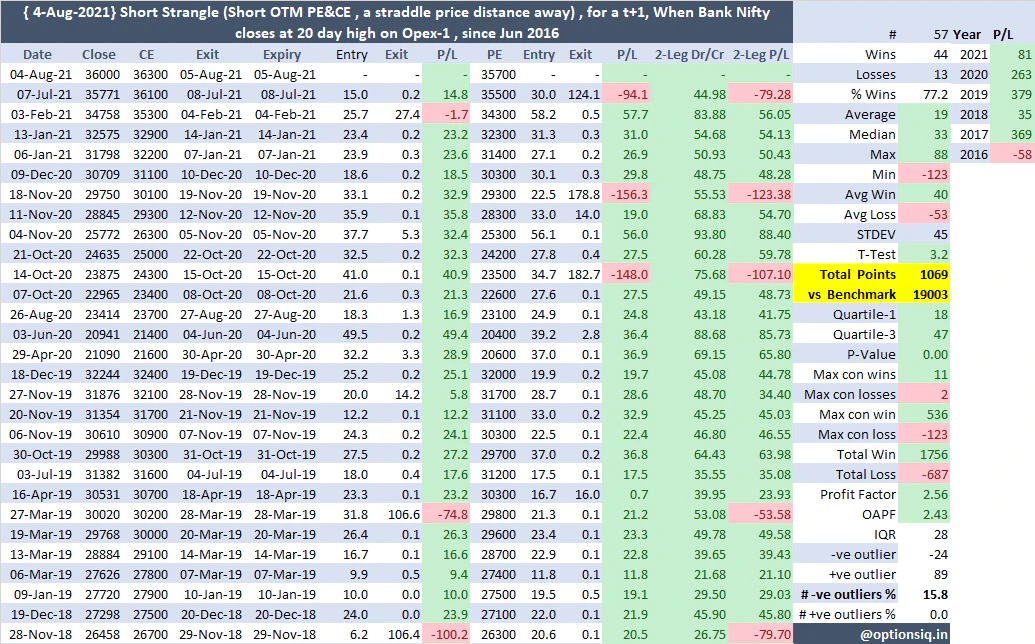 { 4-Aug-2021} Short Strangle (Short OTM PE&CE , a straddle price distance away) , for a t+1, When Bank Nifty
closes at 20 day high on Opex-1 , since Jun 2016
# 57 Year P/L
Date Close CE Exit Expiry Entry Exit P/L PE Entry Exit P/L 2-Leg Dr/Cr 2-Leg P/L Wins 44 2021 81
04-Aug-21 36000 36300 05-Aug-21 05-Aug-21 - - - 35700 - - - - - Losses 13 2020 263
07-Jul-21 35771 36100 08-Jul-21 08-Jul-21 15.0 0.2 14.8 35500 30.0 124.1 -94.1 44.98 -79.28 % Wins 77.2 2019 379
03-Feb-21 34758 35300 04-Feb-21 04-Feb-21 25.7 27.4 -1.7 34300 58.2 0.5 57.7 83.88 56.05 Average 19 2018 35
13-Jan-21 32575 32900 14-Jan-21 14-Jan-21 23.4 0.2 23.2 32300 31.3 0.3 31.0 54.68 54.13 Median 33 2017 369
06-Jan-21 31798 32200 07-Jan-21 07-Jan-21 23.9 0.3 23.6 31400 27.1 0.2 26.9 50.93 50.43 Max 88 2016 -58
09-Dec-20 30709 31100 10-Dec-20 10-Dec-20 18.6 0.2 18.5 30300 30.1 0.3 29.8 48.75 48.28 Min -123
18-Nov-20 29750 30100 19-Nov-20 19-Nov-20 33.1 0.2 32.9 29300 22.5 178.8 -156.3 55.53 -123.38 Avg Win 40
11-Nov-20 28845 29300 12-Nov-20 12-Nov-20 35.9 0.1 35.8 28300 33.0 14.0 19.0 68.83 54.70 Avg Loss -53
04-Nov-20 25772 26300 05-Nov-20 05-Nov-20 37.7 5.3 32.4 25300 56.1 0.1 56.0 93.80 88.40 STDEV 45
21-Oct-20 24635 25000 22-Oct-20 22-Oct-20 32.5 0.2 32.3 24200 27.8 0.4 27.5 60.28 59.78 T-Test 3.2
14-Oct-20 23875 24300 15-Oct-20 15-Oct-20 41.0 0.1 40.9 23500 34.7 182.7 -148.0 75.68 -107.10 Total Points 1069
07-Oct-20 22965 23400 08-Oct-20 08-Oct-20 21.6 0.3 21.3 22600 27.6 0.1 27.5 49.15 48.73 vs Benchmark 19003
26-Aug-20 23414 23700 27-Aug-20 27-Aug-20 18.3 1.3 16.9 23100 24.9 0.1 24.8 43.18 41.75 Quartile-1 18
03-Jun-20 20941 21400 04-Jun-20 04-Jun-20 49.5 0.2 49.4 20400 39.2 2.8 36.4 88.68 85.73 Quartile-3 47
29-Apr-20 21090 21600 30-Apr-20 30-Apr-20 32.2 3.3 28.9 20600 37.0 0.1 36.9 69.15 65.80 P-Value 0.00
18-Dec-19 32244 32400 19-Dec-19 19-Dec-19 25.2 0.2 25.1 32000 19.9 0.2 19.7 45.08 44.78 Max con wins 11
27-Nov-19 31876 32100 28-Nov-19 28-Nov-19 20.0 14.2 5.8 31700 28.7 0.1 28.6 48.70 34.40 Max con losses 2
20-Nov-19 31354 31700 21-Nov-19 21-Nov-19 12.2 0.1 12.2 31100 33.0 0.2 32.9 45.25 45.03 Max con win 536
06-Nov-19 30610 30900 07-Nov-19 07-Nov-19 24.3 0.2 24.1 30300 22.5 0.1 22.4 46.80 46.55 Max con loss -123
30-Oct-19 29988 30300 31-Oct-19 31-Oct-19 27.5 0.2 27.2 29700 37.0 0.2 36.8 64.43 63.98 Total Win 1756
03-Jul-19 31382 31600 04-Jul-19 04-Jul-19 18.0 0.4 17.6 31200 17.5 0.1 17.5 35.55 35.08 Total Loss -687
16-Apr-19 30531 30700 18-Apr-19 18-Apr-19 23.3 0.1 23.2 30300 16.7 16.0 0.7 39.95 23.93 Profit Factor 2.56
27-Mar-19 30020 30200 28-Mar-19 28-Mar-19 31.8 106.6 -74.8 29800 21.3 0.1 21.2 53.08 -53.58 OAPF 2.43
19-Mar-19 29768 30000 20-Mar-19 20-Mar-19 26.4 0.1 26.3 29600 23.4 0.1 23.3 49.78 49.58 IQR 28
13-Mar-19 28884 29100 14-Mar-19 14-Mar-19 16.7 0.1 16.6 28700 22.9 0.1 22.8 39.65 39.43 -ve outlier -24
06-Mar-19 27626 27800 07-Mar-19 07-Mar-19 9.9 0.5 9.4 27400 11.8 0.1 11.8 21.68 21.10 +ve outlier 89
09-Jan-19 27720 27900 10-Jan-19 10-Jan-19 10.0 0.0 10.0 27500 19.5 0.5 19.1 29.50 29.03 # -ve outliers % 15.8
19-Dec-18 27298 27500 20-Dec-18 20-Dec-18 24.0 0.0 23.9 27100 22.0 0.1 21.9 45.90 45.80 # +ve outliers % 0.0
28-Nov-18 26458 26700 29-Nov-18 29-Nov-18 6.2 106.4 -100.2 26300 20.6 0.1 20.5 26.75 -79.70 @optionsiq.in